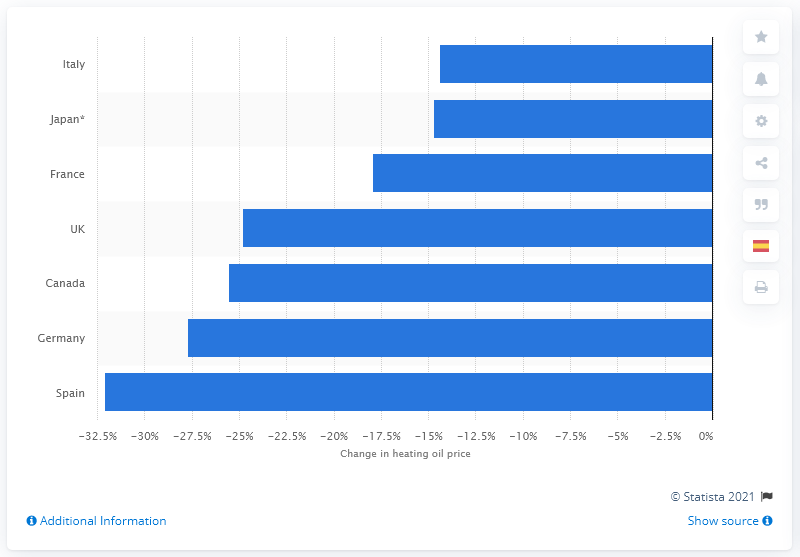 Italy
Japan*
France
UK
Canada
Germany
Spain
−32.5% −30% −27.5% −25% −22.5% −20% −17.5% −15% −12.5% −10% −7.5% −5% −2.5% 0%
Change in heating oil price
© Statista 2021
Additional Information
Show source